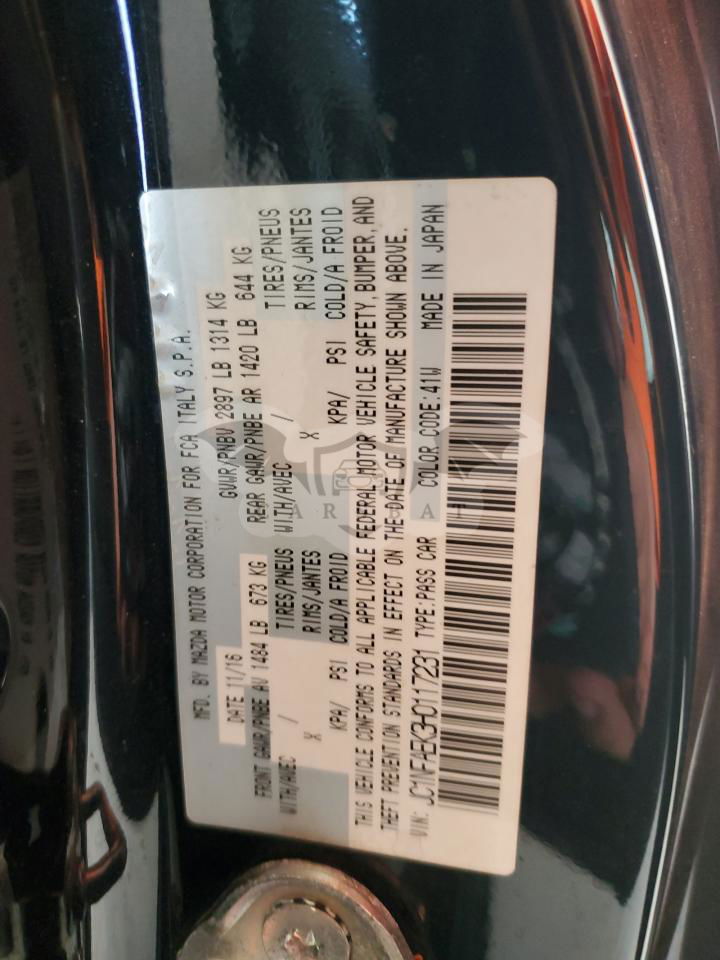 MFD. BY MAZDA MOTOR CORPORATION FOR FCA ITALY S.P.A.
DATE 11/16 GVWR/PNBV 2897 LB 1314 KG
FRONT GAWR/PNBE AV 1484 LB 673 KG REAR GAWR/PNBE AR 1420 LB 644 KG
WITH/AVEC / TIRES/PNEUS WITH/AVEC / TIRES/PNEUS
X RIMS/JANTES X RIMS/JANTES
KPA/ PSI COLD/A FROID KPA/ PSI COLD/A FROID
THIS VEHICLE CONFORMS TO ALL APPLICABLE FEDERAL MOTOR VEHICLE SAFETY, BUMPER, AND
THEFT PREVENTION STANDARDS IN EFFECT ON THE DATE OF MANUFACTURE SHOWN ABOVE.
VIN: JC1NFAEK3H0117231 TYPE:PASS CAR COLOR CODE:41W MADE IN JAPAN